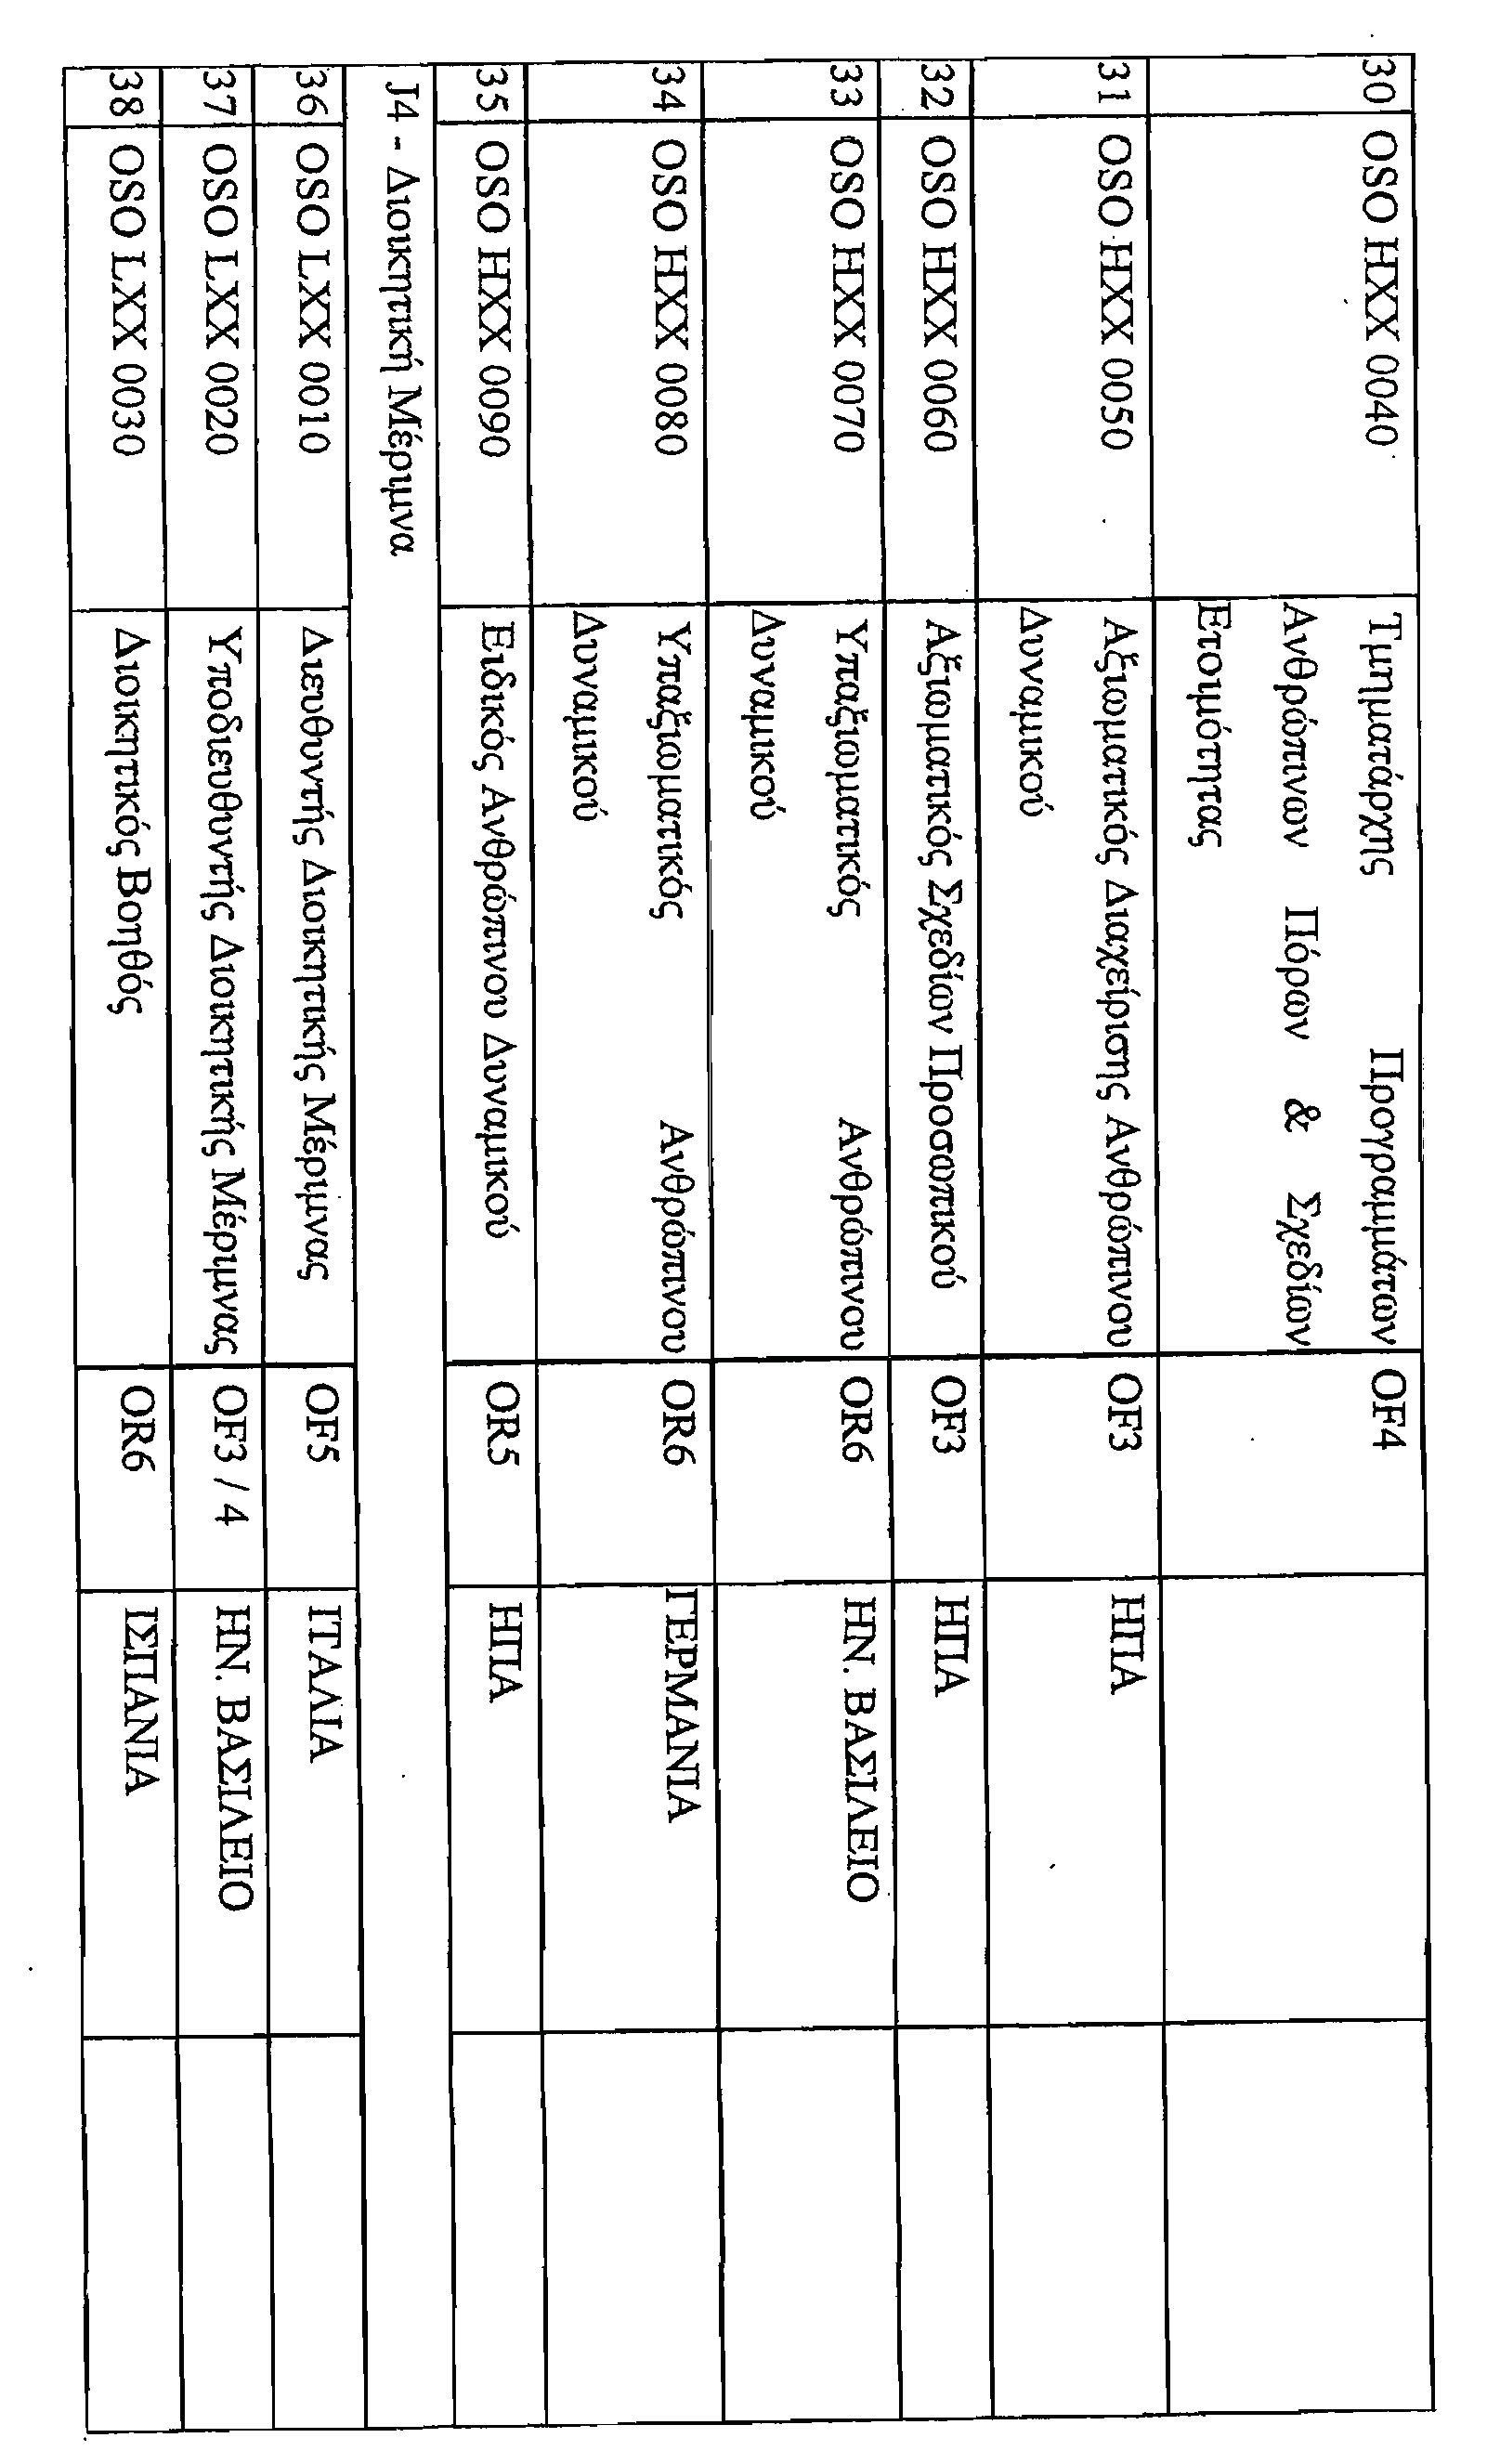 30 OSO HXX 0040 Τμηματάρχης Προγραμμάτων OF4
Ανθρώπινων Πόρων & Σχεδίων
Ετοιμότητας
31 OSO HXX 0050 Αξιωματικός Διαχείρισης Ανθρώπινου OF3 ΗΠΑ
Δυναμικού
32 OSO HXX 0060 Αξιωματικός Σχεδίων Προσωπικού OF3 ΗΠΑ
33 OSO HXX 0070 Υπαξιωματικός Ανθρώπινου OR6 ΗΝ. ΒΑΣΙΛΕΙΟ
Δυναμικού
34 OSO HXX 0080 Υπαξιωματικός Ανθρώπινου OR6 ΓΕΡΜΑΝΙΑ
Δυναμικού
35 OSO HXX 0090 Ειδικός Ανθρώπινου Δυναμικού OR5 ΗΠΑ
J4 - Διοικητική Μέριμνα
36 OSO LXX 0010 Διευθυντής Διοικητικής Μέριμνας OF5 ΙΤΑΛΙΑ
37 OSO LXX 0020 Υποδιευθυντής Διοικητικής Μέριμνας OF3 / 4 ΗΝ. ΒΑΣΙΛΕΙΟ
38 OSO LXX 0030 Διοικητικός Βοηθός OR6 ΙΣΠΑΝΙΑ